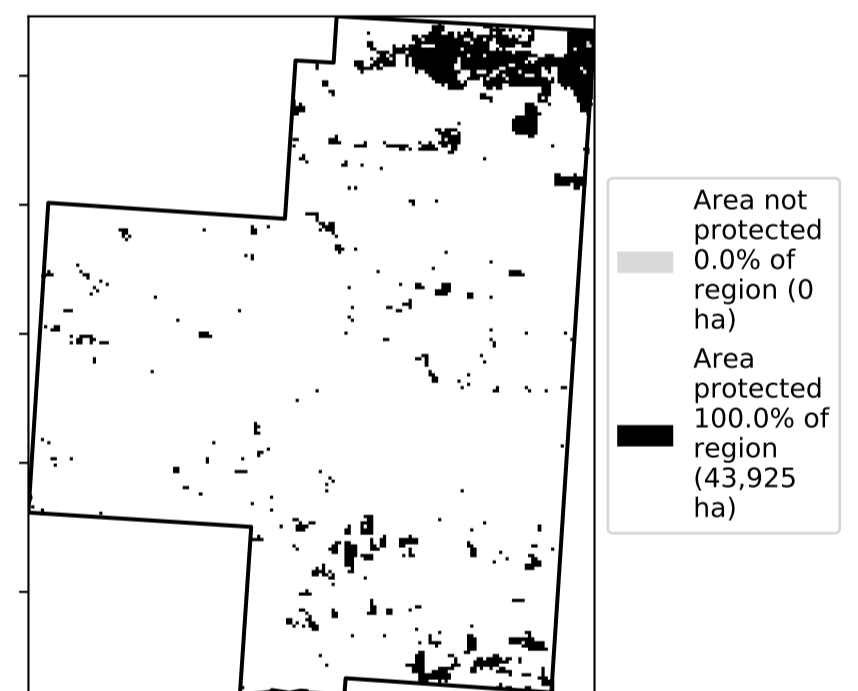 Area not
protected
0.0% of
region (0
ha)
Area
protected
100.0% of
region
(43,925
ha)